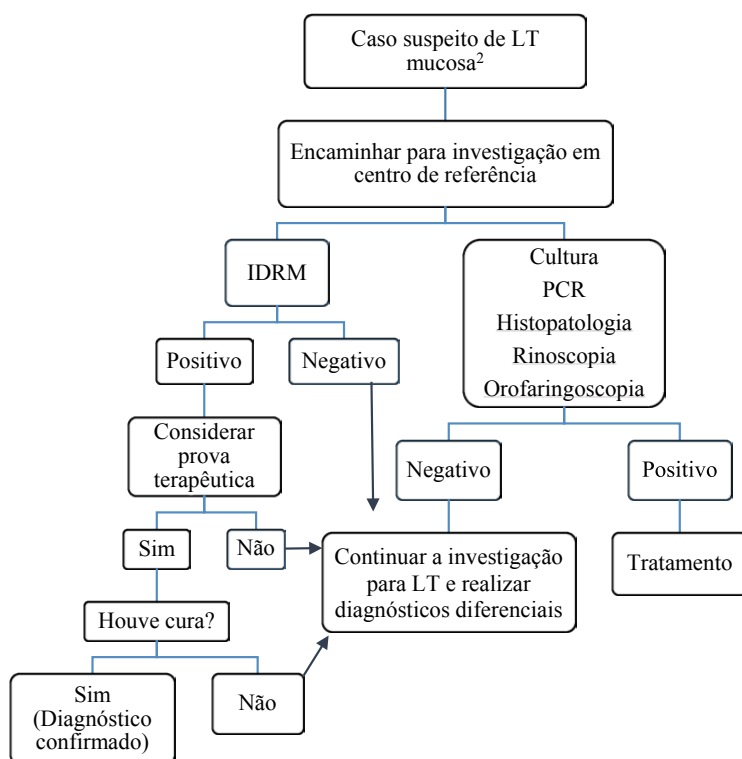 Caso suspeito de LT
mucosa²
Encaminhar para investigação em
centro de referência
IDRM
Cultura
PCR
Histopatologia
Rinoscopia
Orofaringoscopia
Positivo
Negativo
Considerar
prova
terapêutica
Negativo
Positivo
Sim
Não
Continuar a investigação
para LT e realizar
diagnósticos diferenciais
Tratamento
Houve cura?
Sim
(Diagnóstico
confirmado)
Não